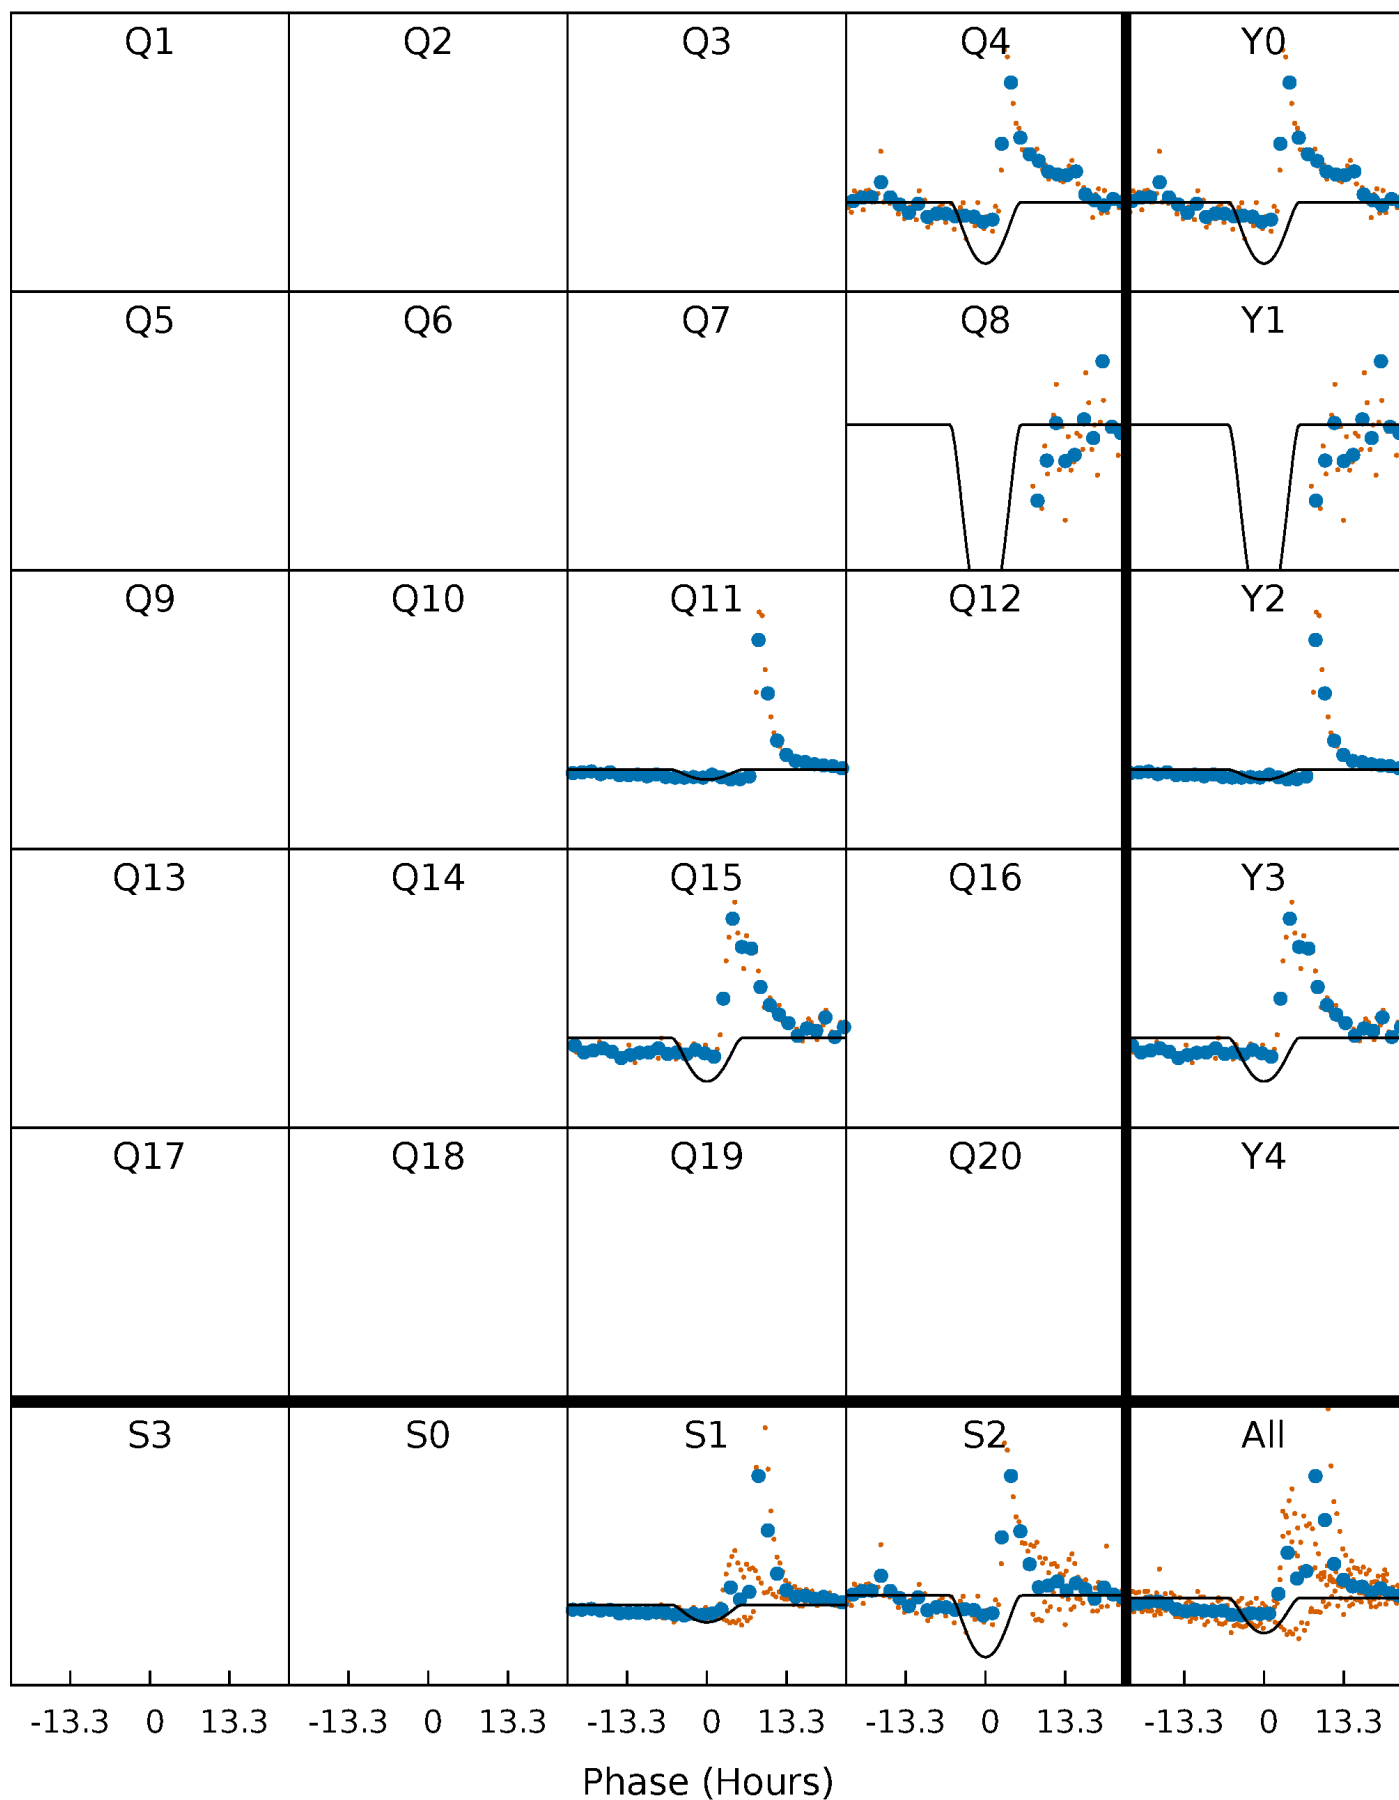 Q1 Q2 Q3 Q4 Y0
Q5 Q6 Q7 Q8 Y1
Q9 Q10 Q11 Q12 Y2
Q13 Q14 Q15 Q16 Y3
Q17 Q18 Q19 Q20 Y4
S3 S0 S1 S2 All
-13.3 0 13.3 -13.3 0 13.3 -13.3 0 13.3 -13.3 0 13.3 -13.3 0 13.3
Phase (Hours)